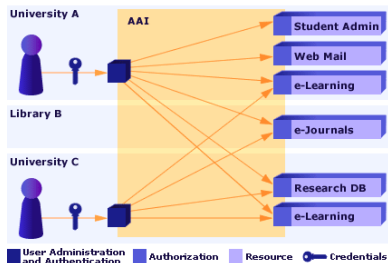 University A
AAI
Student Admin
Web Mail
e-Learning
Library B
e-Journals
University C
Research DB
e-Learning
User Administration
and Authentication
Authorization
Resource
Credentials